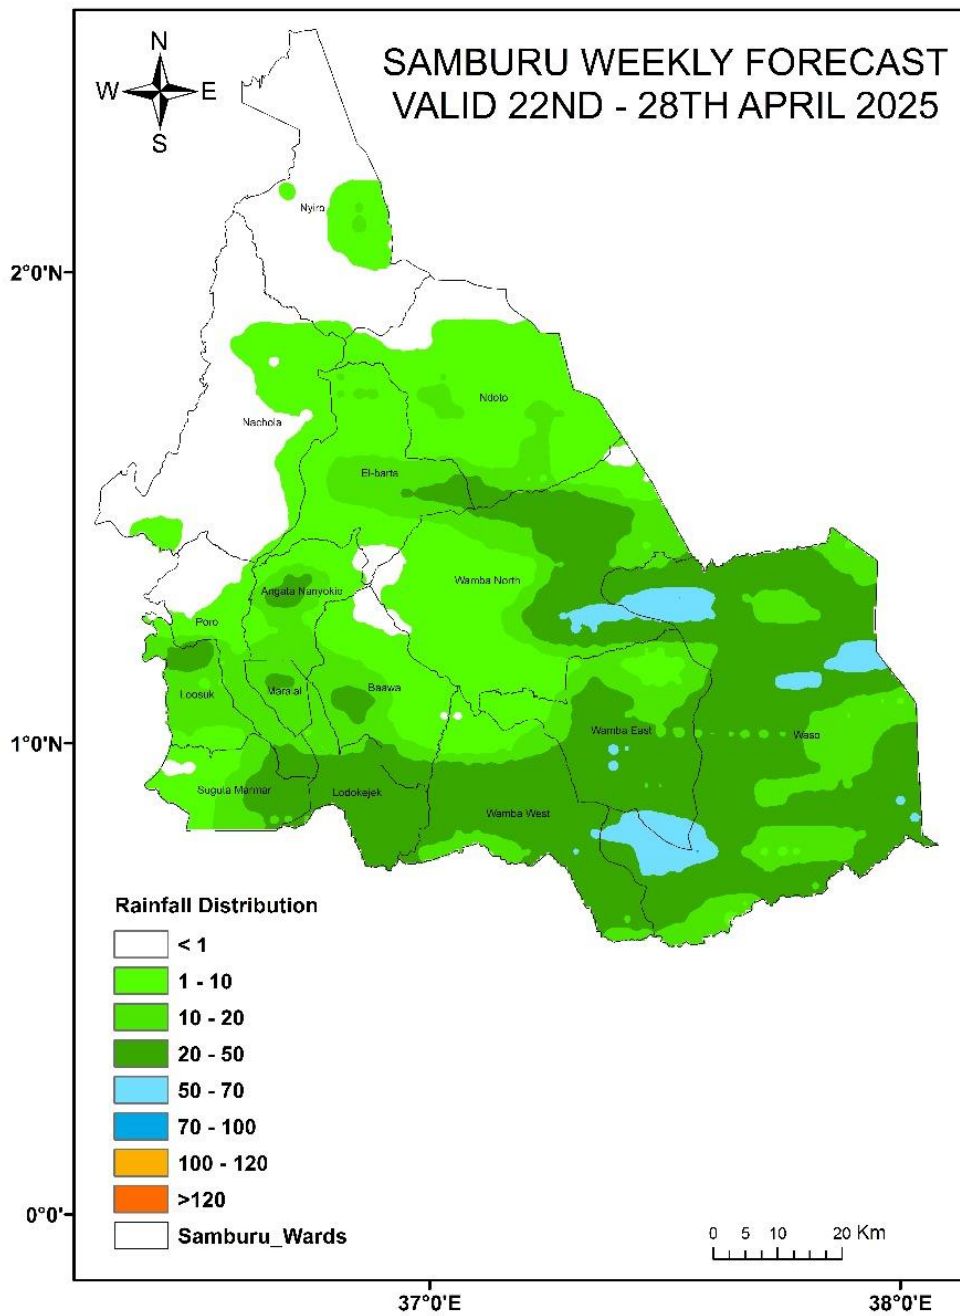 SAMBURU WEEKLY FORECAST
VALID 22ND - 28TH APRIL 2025
N
W E
S
Nyiro
2°0'N
Ndoto
Nachola
El-barta
Wamba North
Angata Nanyokie
Poro
Baawa
Maralal
Loosuk
1°0'N
Wamba East
Waso
Suguta Marmar
Lodokejek
Wamba West
Rainfall Distribution
< 1
1 - 10
10 - 20
20 - 50
50 - 70
70 - 100
100 - 120
>120
Samburu_Wards
0°0'
0 5 10 20 Km
37°0'E
38°0'E